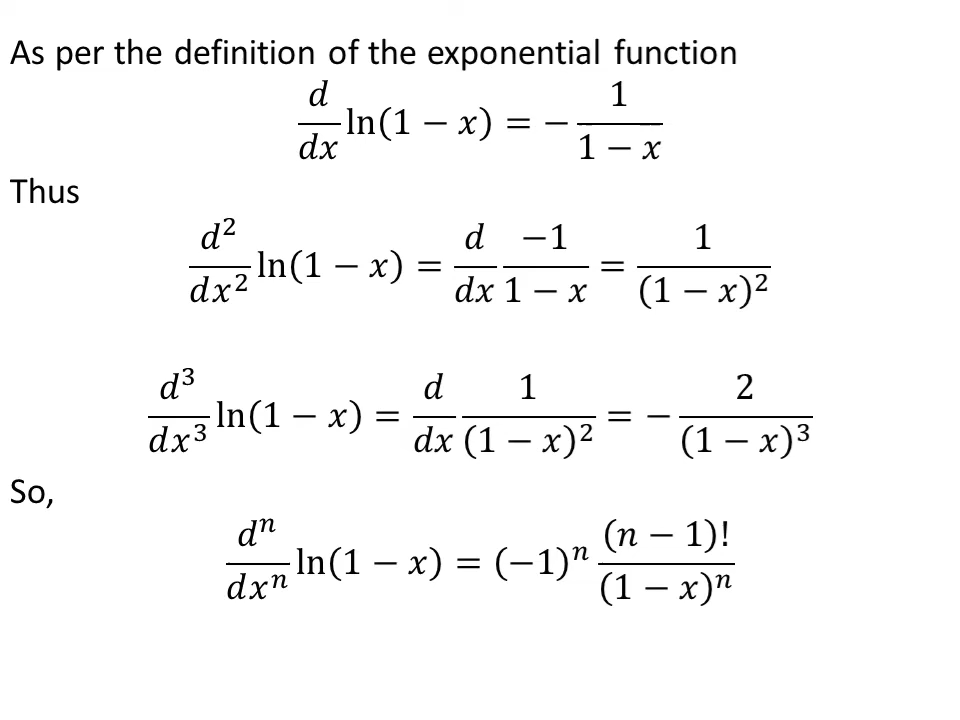 As per the definition of the exponential function
d/dx ln(1 − x) = − 1/(1 − x)
Thus
d²/dx² ln(1 − x) = d/dx −1/(1 − x) = 1/(1 − x)²
d³/dx³ ln(1 − x) = d/dx 1/(1 − x)² = − 2/(1 − x)³
So,
dⁿ/dxⁿ ln(1 − x) = (−1)ⁿ (n − 1)!/(1 − x)ⁿ